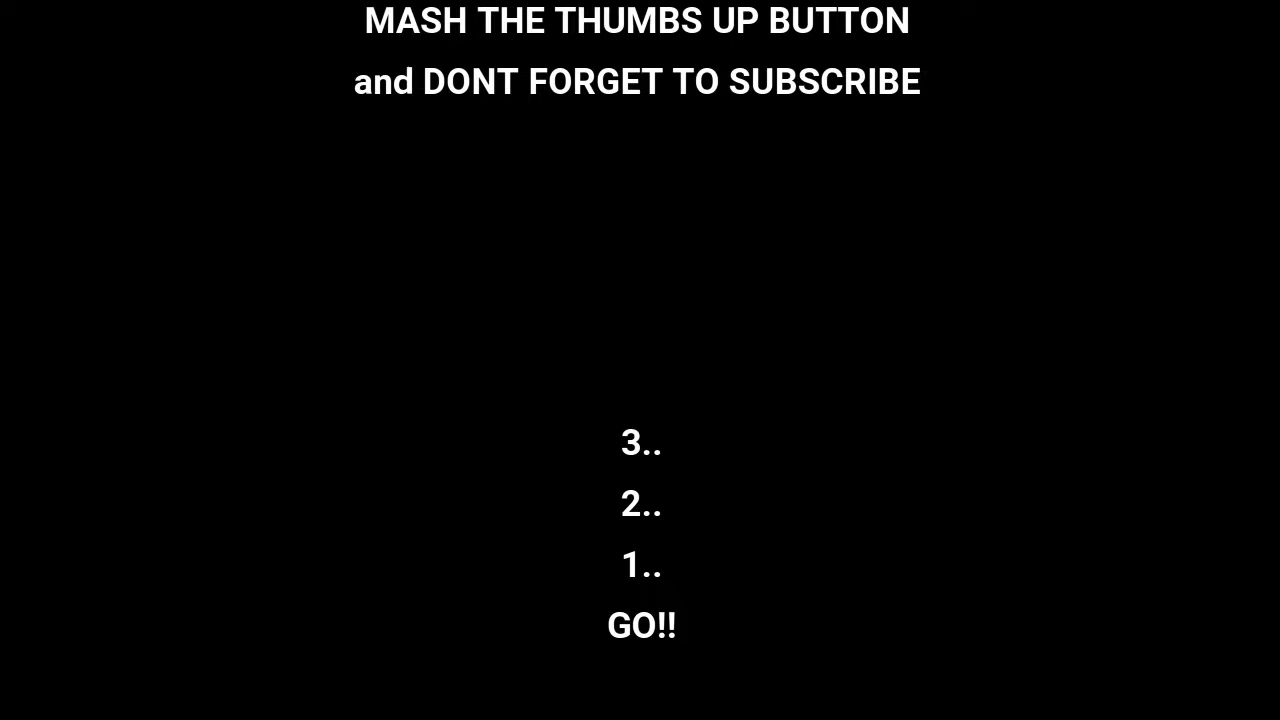 MASH THE THUMBS UP BUTTON
and DONT FORGET TO SUBSCRIBE
3..
2..
1..
GO!!